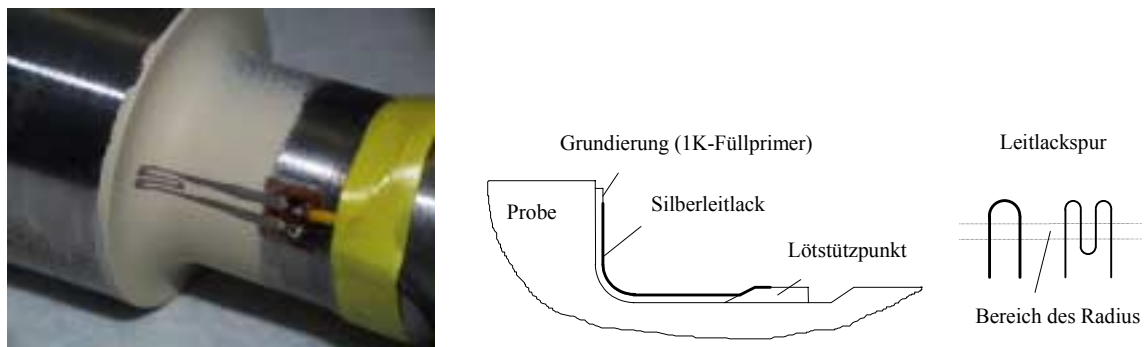 Grundierung (1K-Füllprimer)
Leitlackspur
Probe
Silberleitlack
Lötstützpunkt
Bereich des Radius